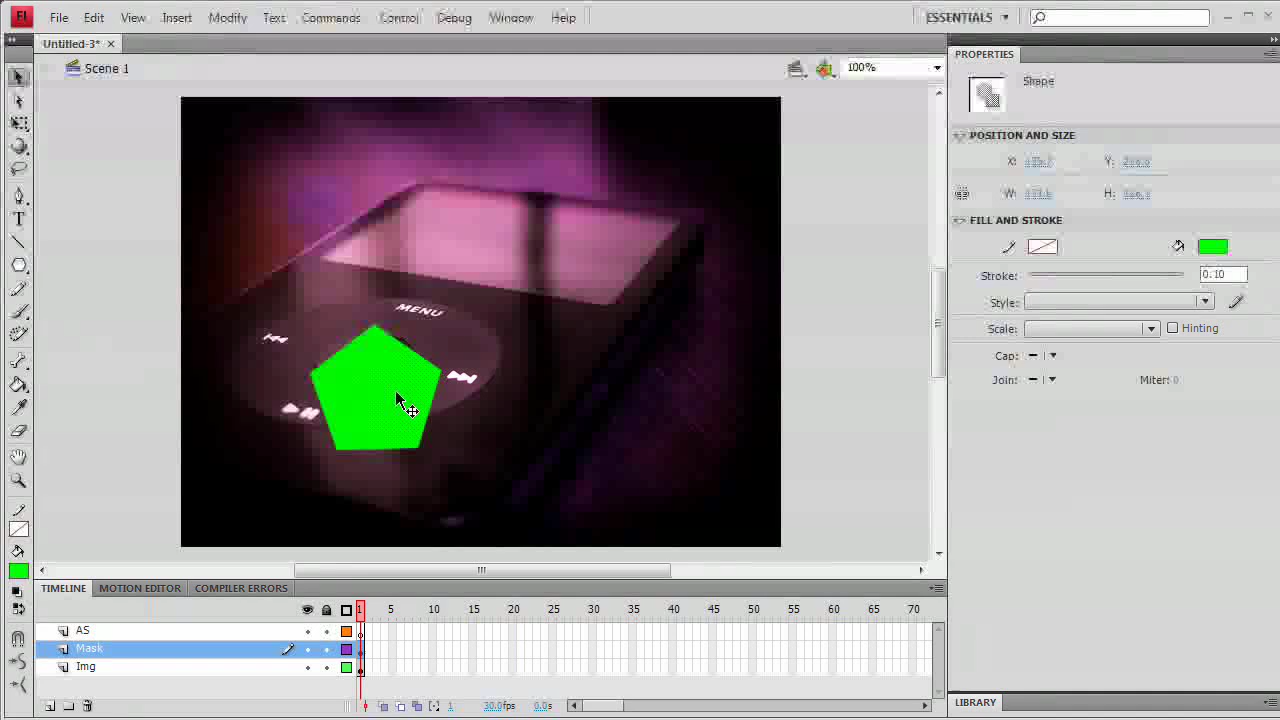 Fl File Edit View Insert Modify Text Commands Control Debug Window Help ESSENTIALS
Untitled-3*
Scene 1 100%
MENU
PROPERTIES
Shape
POSITION AND SIZE
X: Y:
W: H:
FILL AND STROKE
Stroke: 0.10
Style:
Scale: Hinting
Cap:
Join: Miter: 0
TIMELINE MOTION EDITOR COMPILER ERRORS
1 5 10 15 20 25 30 35 40 45 50 55 60 65 70
AS
Mask
Img
1 30.0fps 0.0s
LIBRARY